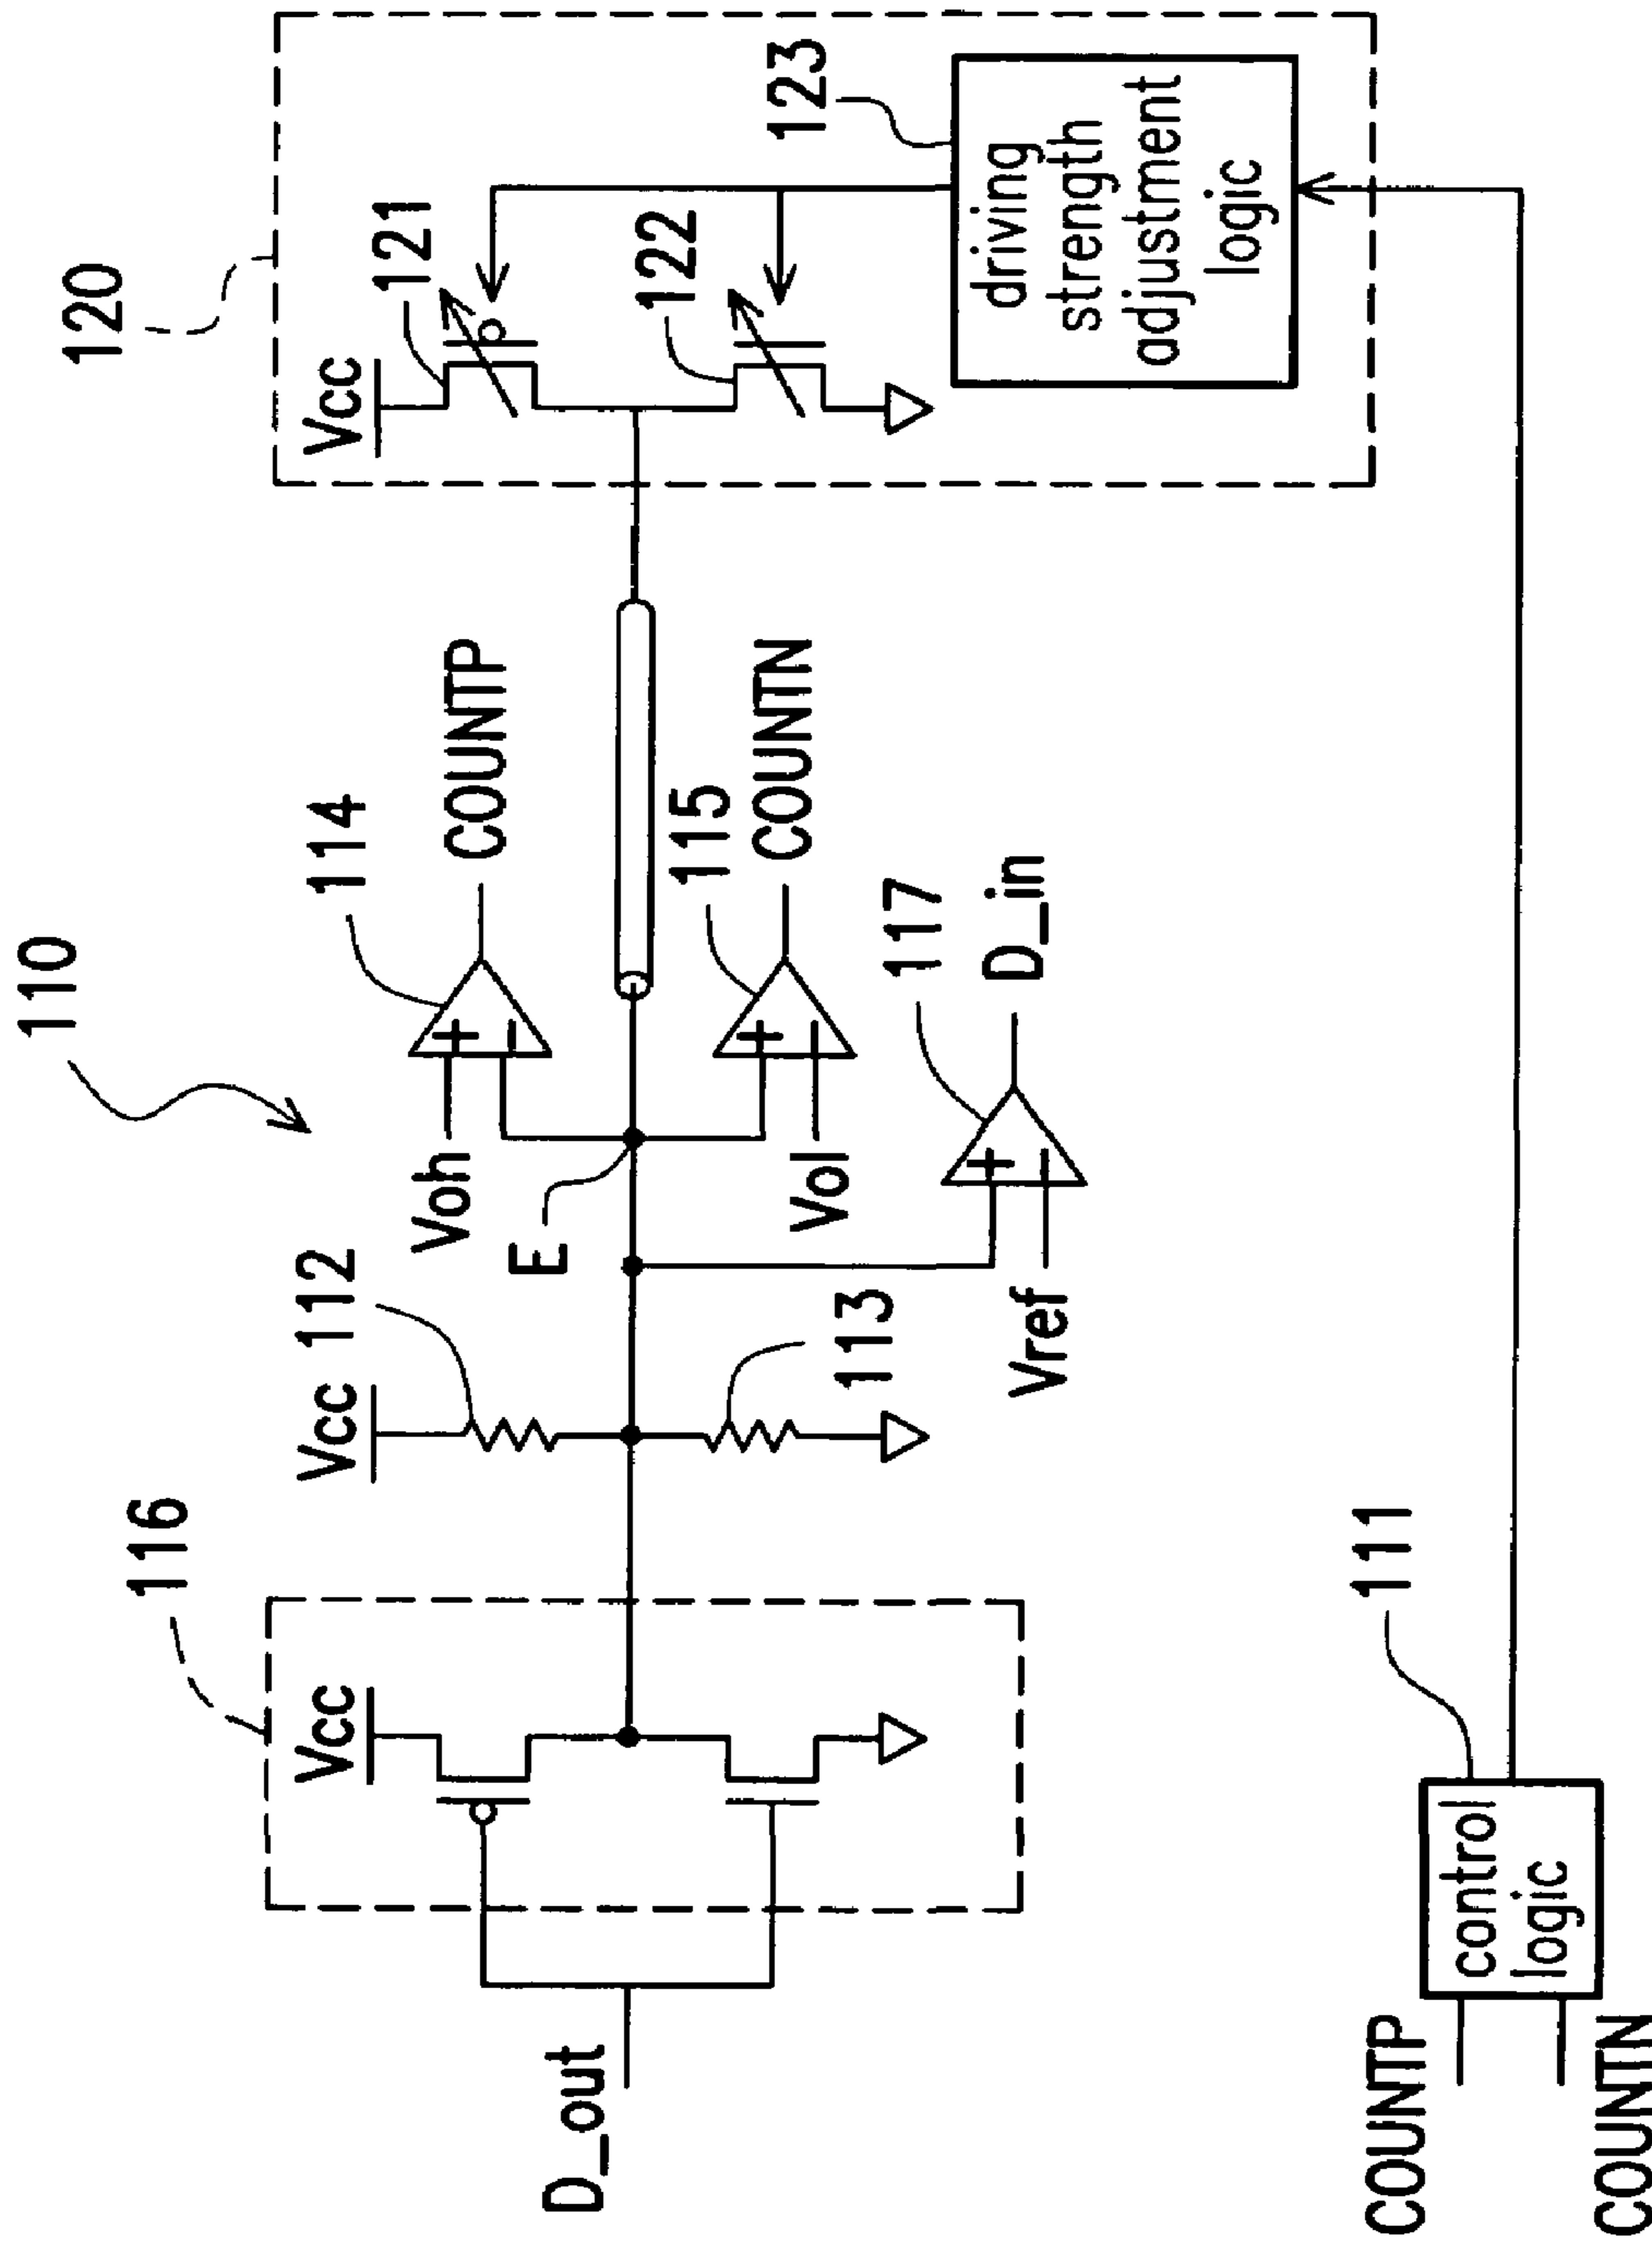 110
120
116
Vcc
112
Vcc
114
Voh
COUNTP
E
115
COUNTN
Vol
113
117
Vref
D_in
D_out
Vcc
121
122
123
driving
strength
adjustment
logic
111
COUNTP
COUNTN
control
logic